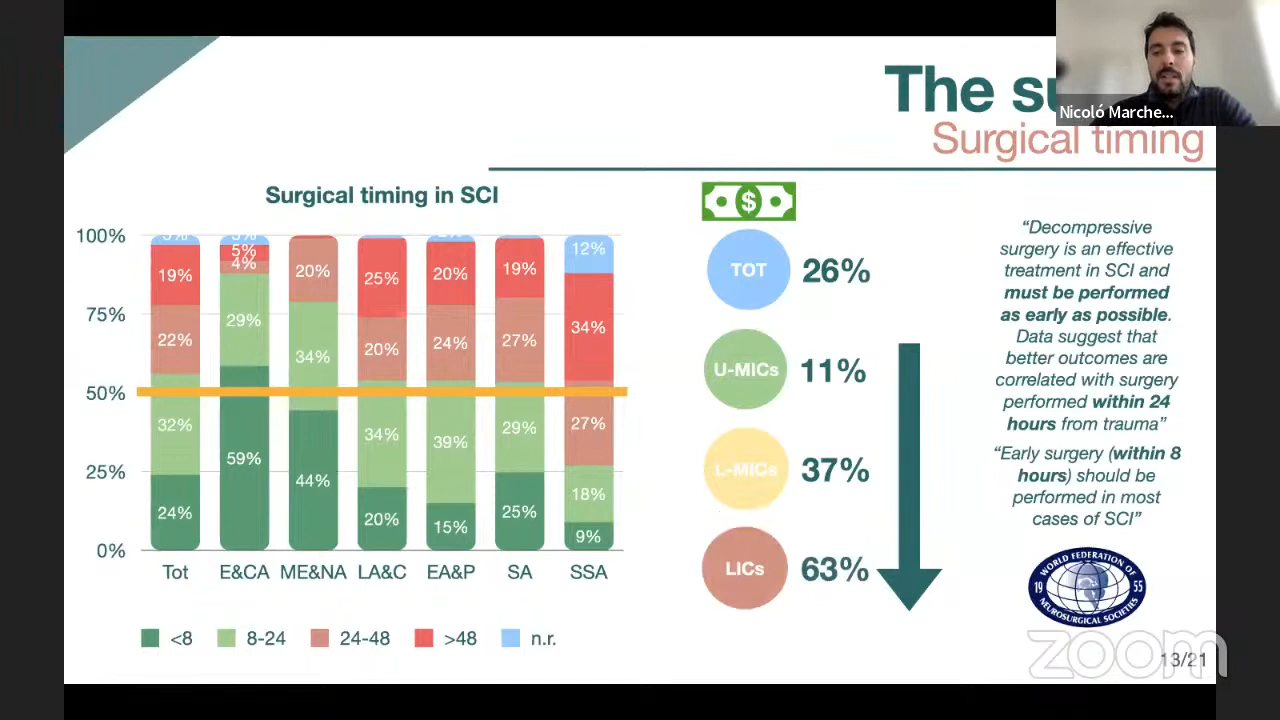 The su
Nicoló Marche...
Surgical timing
Surgical timing in SCI
100%
75%
50%
25%
0%
24%
32%
22%
19%
3%
59%
29%
4%
5%
3%
44%
34%
20%
20%
34%
20%
25%
15%
39%
24%
20%
2%
25%
29%
27%
19%
9%
18%
27%
34%
12%
Tot E&CA ME&NA LA&C EA&P SA SSA
<8 8-24 24-48 >48 n.r.
$
TOT 26%
U-MICs 11%
L-MICs 37%
LICs 63%
“Decompressive
surgery is an effective
treatment in SCI and
must be performed
as early as possible.
Data suggest that
better outcomes are
correlated with surgery
performed within 24
hours from trauma”
“Early surgery (within 8
hours) should be
performed in most
cases of SCI”
WORLD FEDERATION OF
19 55
NEUROSURGICAL SOCIETIES
zoom
13/21